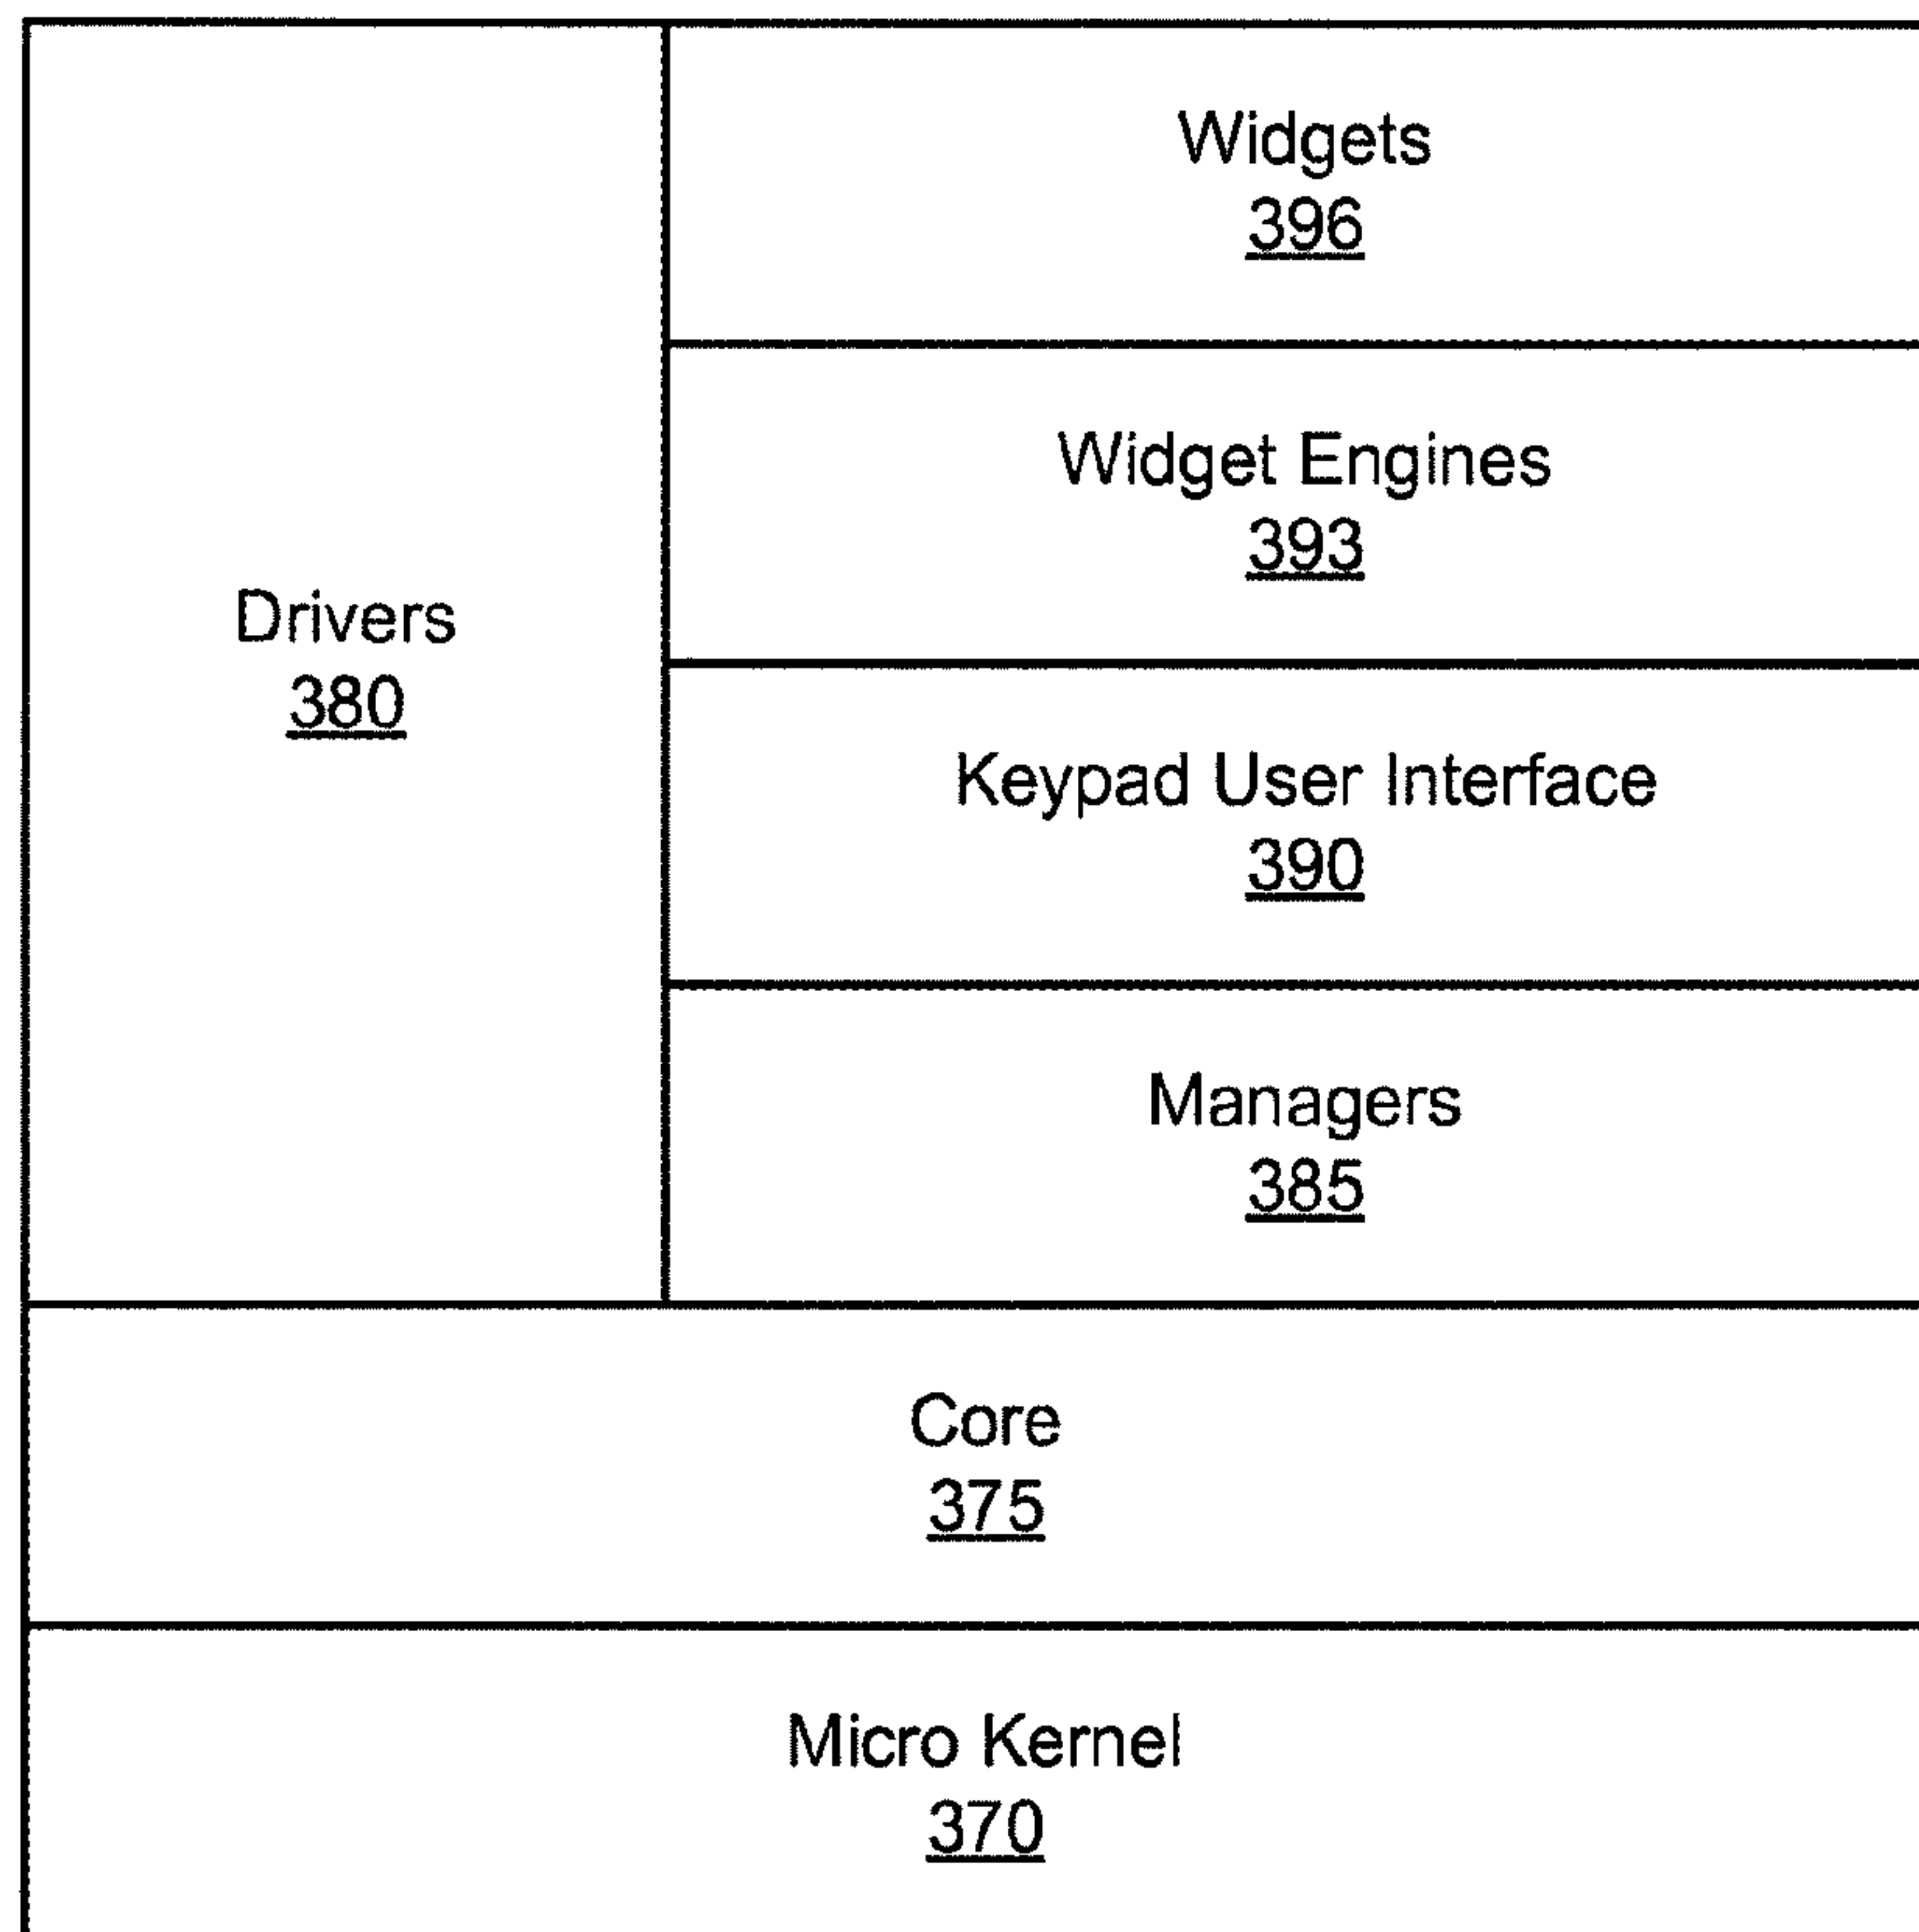 Widgets
396
Widget Engines
393
Drivers
380
Keypad User Interface
390
Managers
385
Core
375
Micro Kernel
370